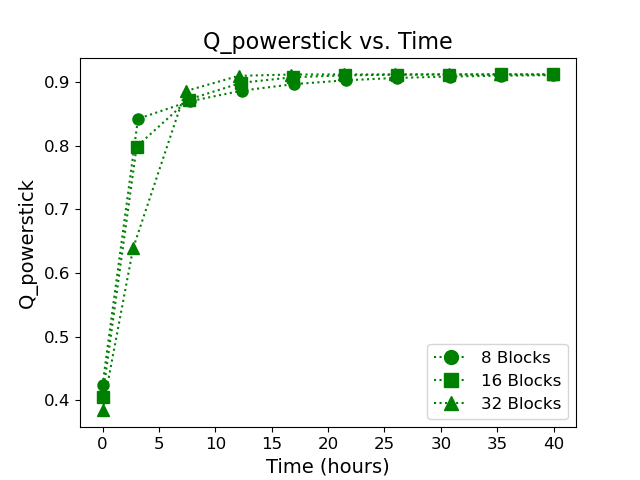 Q_powerstick vs. Time
Q_powerstick
0.9
0.8
0.7
0.6
0.5
0.4
0 5 10 15 20 25 30 35 40
Time (hours)
8 Blocks
16 Blocks
32 Blocks